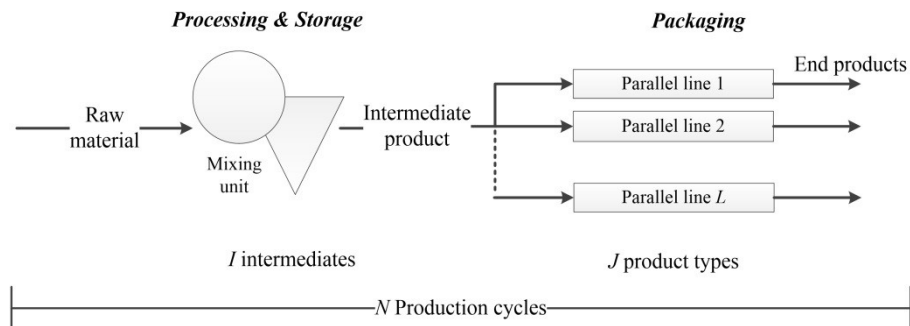 Processing & Storage
Packaging
Raw
material
Mixing
unit
Intermediate
product
Parallel line 1
Parallel line 2
Parallel line L
End products
I intermediates
J product types
N Production cycles